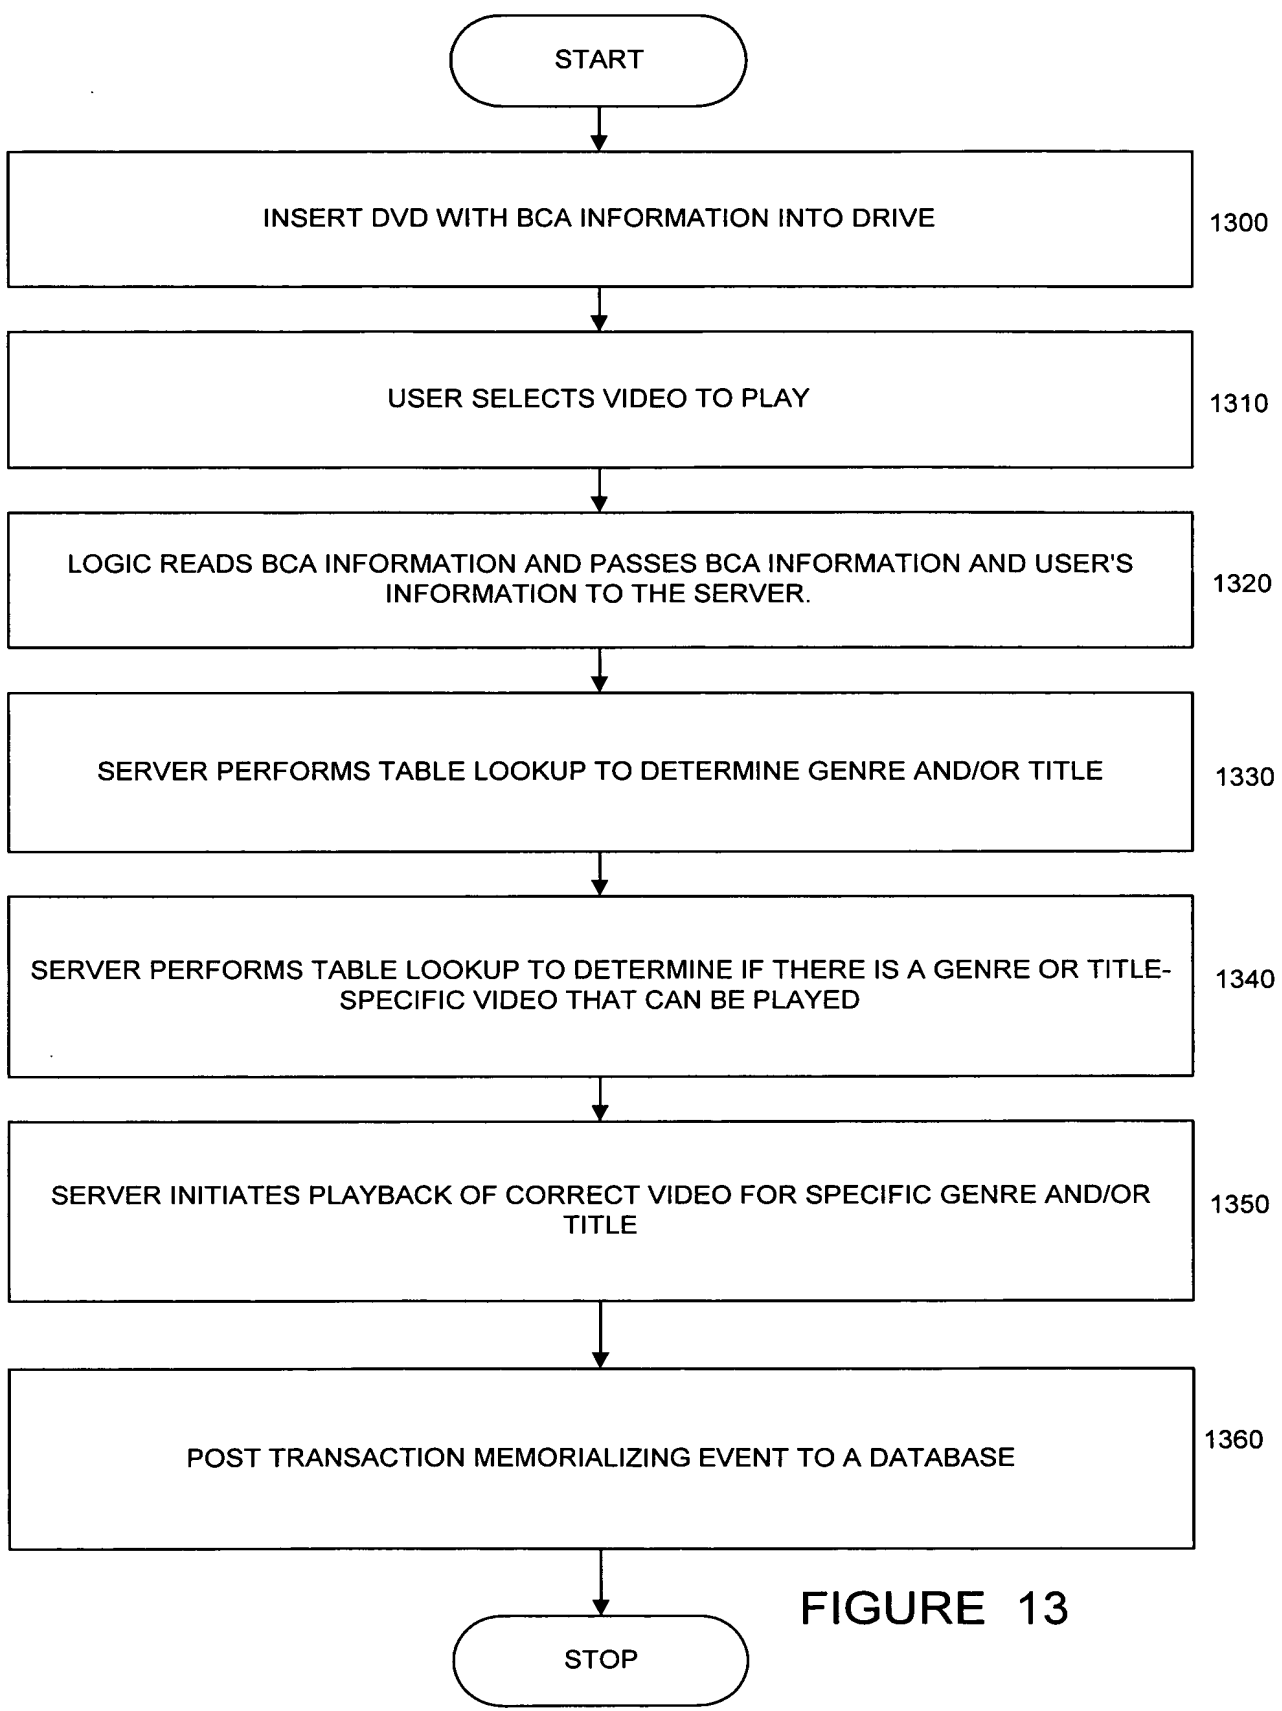 START
INSERT DVD WITH BCA INFORMATION INTO DRIVE
1300
USER SELECTS VIDEO TO PLAY
1310
LOGIC READS BCA INFORMATION AND PASSES BCA INFORMATION AND USER'S
INFORMATION TO THE SERVER.
1320
SERVER PERFORMS TABLE LOOKUP TO DETERMINE GENRE AND/OR TITLE
1330
SERVER PERFORMS TABLE LOOKUP TO DETERMINE IF THERE IS A GENRE OR TITLE-
SPECIFIC VIDEO THAT CAN BE PLAYED
1340
SERVER INITIATES PLAYBACK OF CORRECT VIDEO FOR SPECIFIC GENRE AND/OR
TITLE
1350
POST TRANSACTION MEMORIALIZING EVENT TO A DATABASE
1360
FIGURE 13
STOP